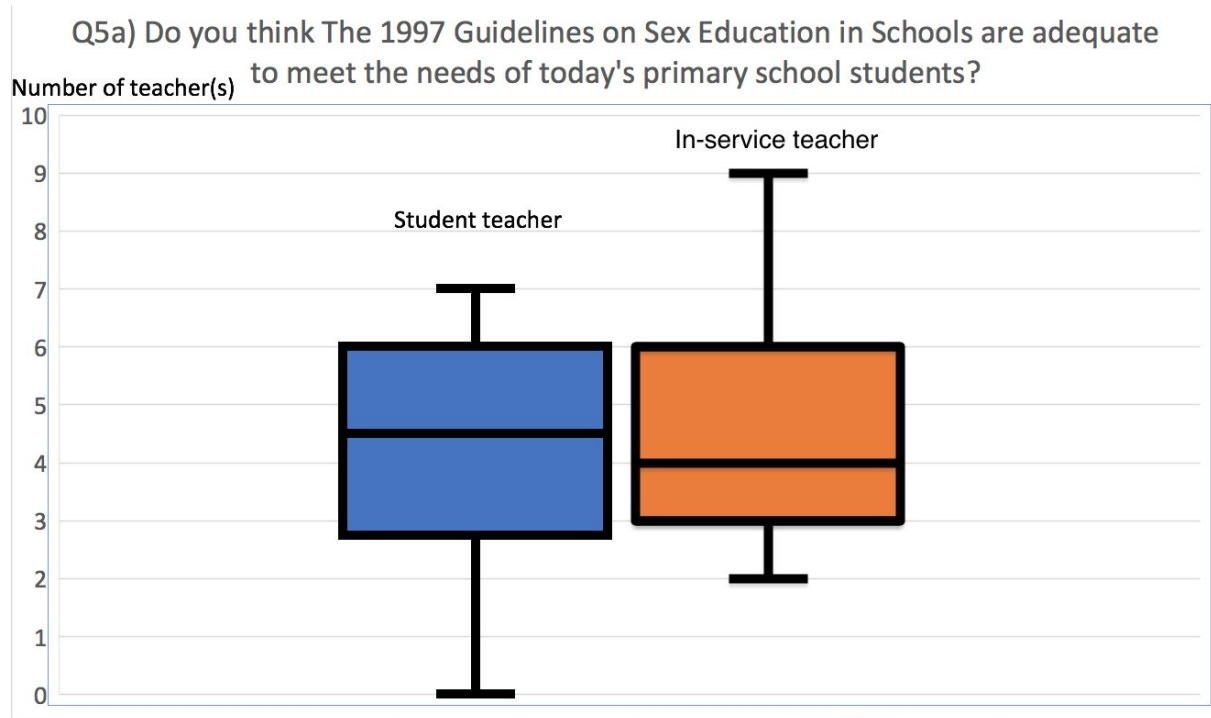 Q5a) Do you think The 1997 Guidelines on Sex Education in Schools are adequate
to meet the needs of today's primary school students?
Number of teacher(s)
10
In-service teacher
9
Student teacher
8
7
6
5
4
3
2
1
0